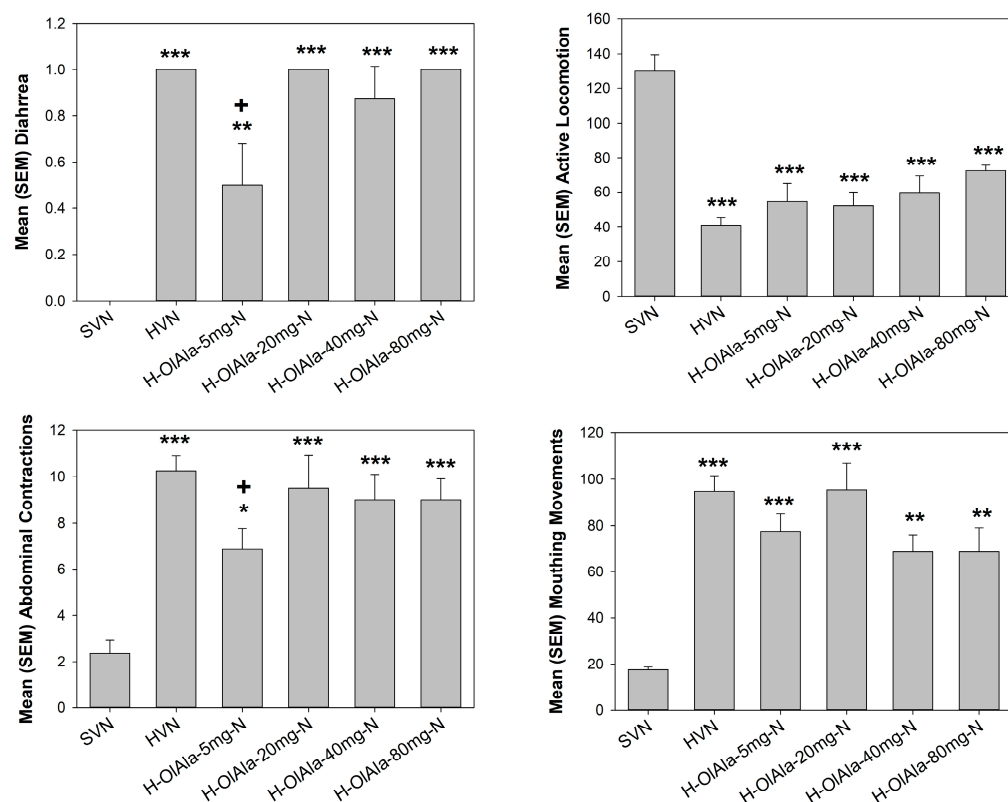 Mean (SEM) Diahrrea
1.2
1.0
0.8
0.6
0.4
0.2
0.0
***
+
**
***
***
***
SVN
HVN
H-OlAla-5mg-N
H-OlAla-20mg-N
H-OlAla-40mg-N
H-OlAla-80mg-N
Mean (SEM) Active Locomotion
160
140
120
100
80
60
40
20
0
***
***
***
***
***
SVN
HVN
H-OlAla-5mg-N
H-OlAla-20mg-N
H-OlAla-40mg-N
H-OlAla-80mg-N
Mean (SEM) Abdominal Contractions
12
10
8
6
4
2
0
***
+
*
***
***
***
SVN
HVN
H-OlAla-5mg-N
H-OlAla-20mg-N
H-OlAla-40mg-N
H-OlAla-80mg-N
Mean (SEM) Mouthing Movements
120
100
80
60
40
20
0
***
***
***
**
**
SVN
HVN
H-OlAla-5mg-N
H-OlAla-20mg-N
H-OlAla-40mg-N
H-OlAla-80mg-N